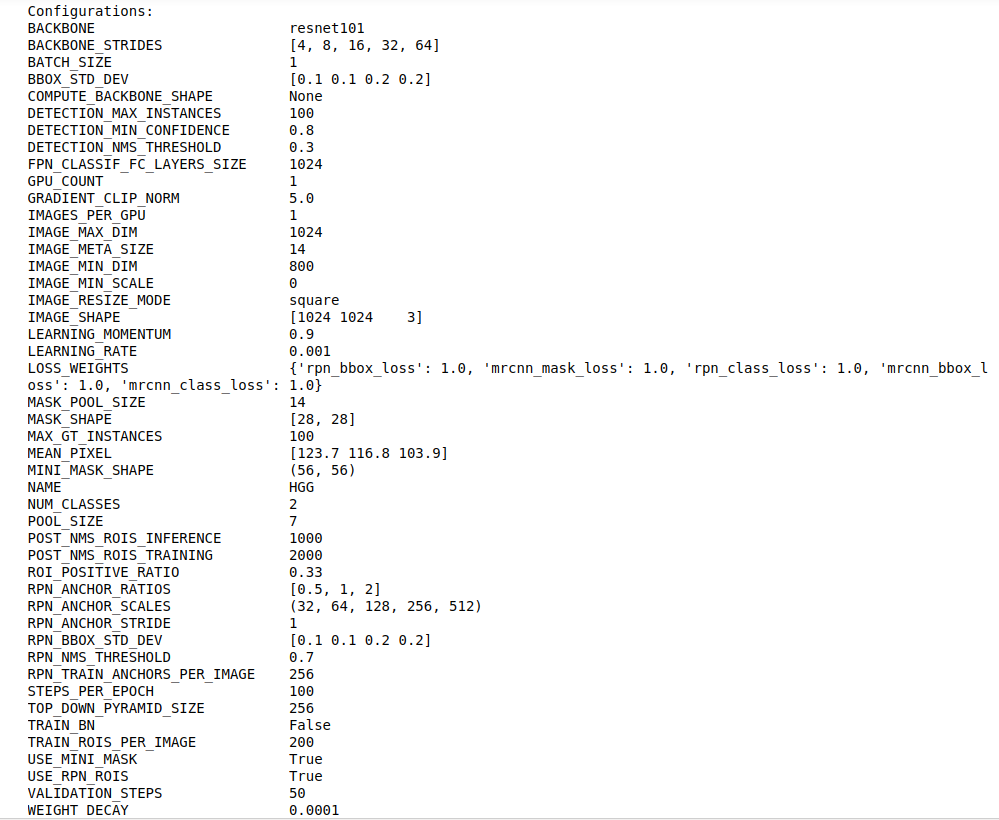 Configurations:
BACKBONE                       resnet101
BACKBONE_STRIDES               [4, 8, 16, 32, 64]
BATCH_SIZE                     1
BBOX_STD_DEV                   [0.1 0.1 0.2 0.2]
COMPUTE_BACKBONE_SHAPE         None
DETECTION_MAX_INSTANCES        100
DETECTION_MIN_CONFIDENCE       0.8
DETECTION_NMS_THRESHOLD        0.3
FPN_CLASSIF_FC_LAYERS_SIZE     1024
GPU_COUNT                      1
GRADIENT_CLIP_NORM             5.0
IMAGES_PER_GPU                 1
IMAGE_MAX_DIM                  1024
IMAGE_META_SIZE                14
IMAGE_MIN_DIM                  800
IMAGE_MIN_SCALE                0
IMAGE_RESIZE_MODE              square
IMAGE_SHAPE                    [1024 1024    3]
LEARNING_MOMENTUM              0.9
LEARNING_RATE                  0.001
LOSS_WEIGHTS                   {'rpn_bbox_loss': 1.0, 'mrcnn_mask_loss': 1.0, 'rpn_class_loss': 1.0, 'mrcnn_bbox_l
oss': 1.0, 'mrcnn_class_loss': 1.0}
MASK_POOL_SIZE                 14
MASK_SHAPE                     [28, 28]
MAX_GT_INSTANCES               100
MEAN_PIXEL                     [123.7 116.8 103.9]
MINI_MASK_SHAPE                (56, 56)
NAME                           HGG
NUM_CLASSES                    2
POOL_SIZE                      7
POST_NMS_ROIS_INFERENCE        1000
POST_NMS_ROIS_TRAINING         2000
ROI_POSITIVE_RATIO             0.33
RPN_ANCHOR_RATIOS              [0.5, 1, 2]
RPN_ANCHOR_SCALES              (32, 64, 128, 256, 512)
RPN_ANCHOR_STRIDE              1
RPN_BBOX_STD_DEV               [0.1 0.1 0.2 0.2]
RPN_NMS_THRESHOLD              0.7
RPN_TRAIN_ANCHORS_PER_IMAGE    256
STEPS_PER_EPOCH                100
TOP_DOWN_PYRAMID_SIZE          256
TRAIN_BN                       False
TRAIN_ROIS_PER_IMAGE           200
USE_MINI_MASK                  True
USE_RPN_ROIS                   True
VALIDATION_STEPS               50
WEIGHT_DECAY                   0.0001